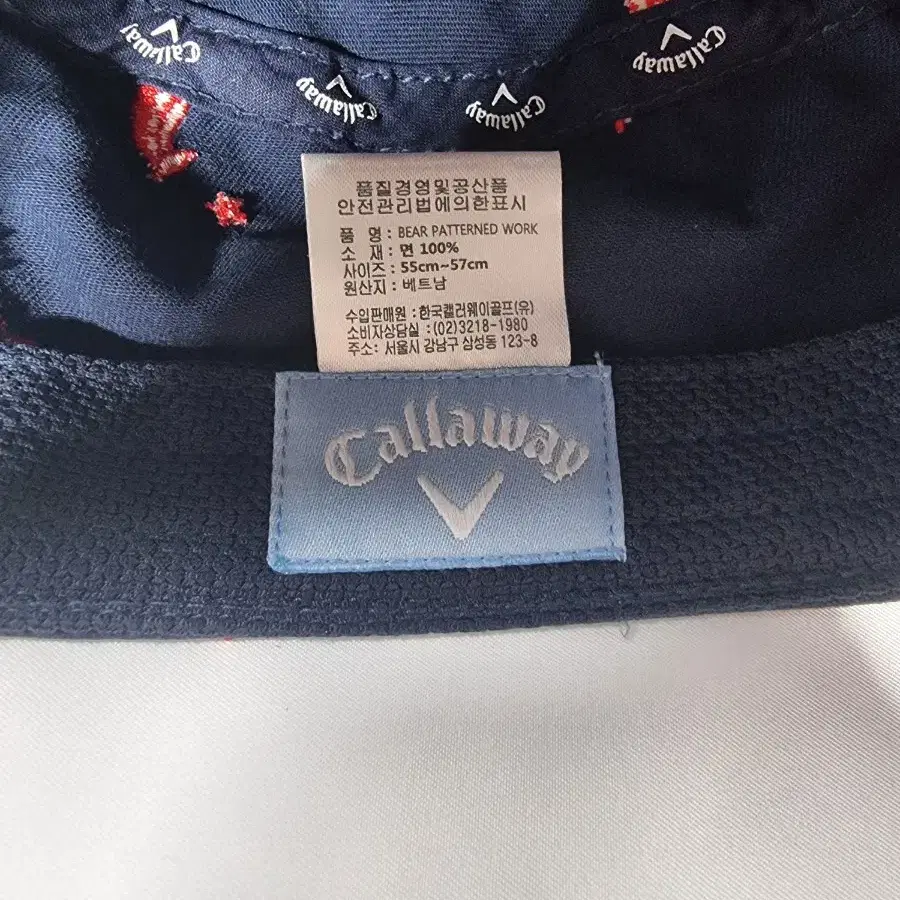 Callaway
Callaway
Callaway
Callaway
품질경영및공산품
안전관리법에의한표시
품 명 : BEAR PATTERNED WORK
소 재 : 면 100%
사이즈 : 55cm~57cm
원산지 : 베트남
수입판매원 : 한국캘러웨이골프(유)
소비자상담실 : (02)3218-1980
주소: 서울시 강남구 삼성동 123-8
Callaway